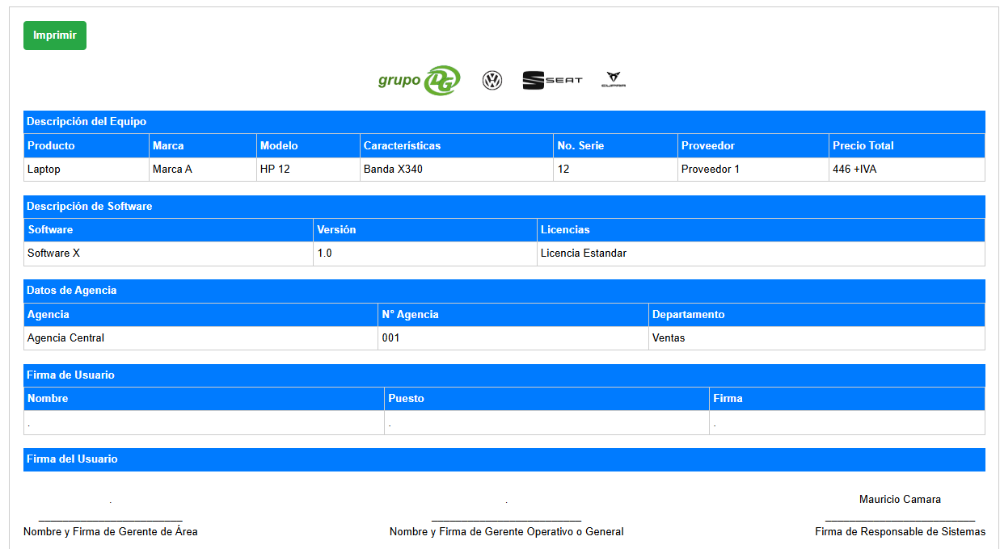 Imprimir
grupo DG SEAT CUPRA
Descripción del Equipo
Producto Marca Modelo Características No. Serie Proveedor Precio Total
Laptop Marca A HP 12 Banda X340 12 Proveedor 1 446 +IVA
Descripción de Software
Software Versión Licencias
Software X 1.0 Licencia Estandar
Datos de Agencia
Agencia N° Agencia Departamento
Agencia Central 001 Ventas
Firma de Usuario
Nombre Puesto Firma
. . .
Firma del Usuario
. . Mauricio Camara
Nombre y Firma de Gerente de Área Nombre y Firma de Gerente Operativo o General Firma de Responsable de Sistemas